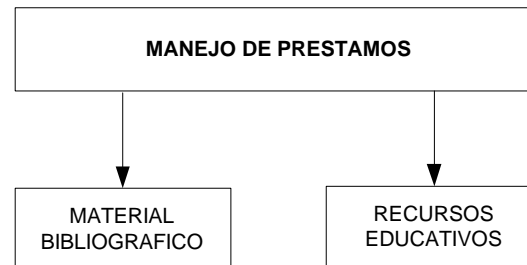 MANEJO DE PRESTAMOS
MATERIAL
BIBLIOGRAFICO
RECURSOS
EDUCATIVOS